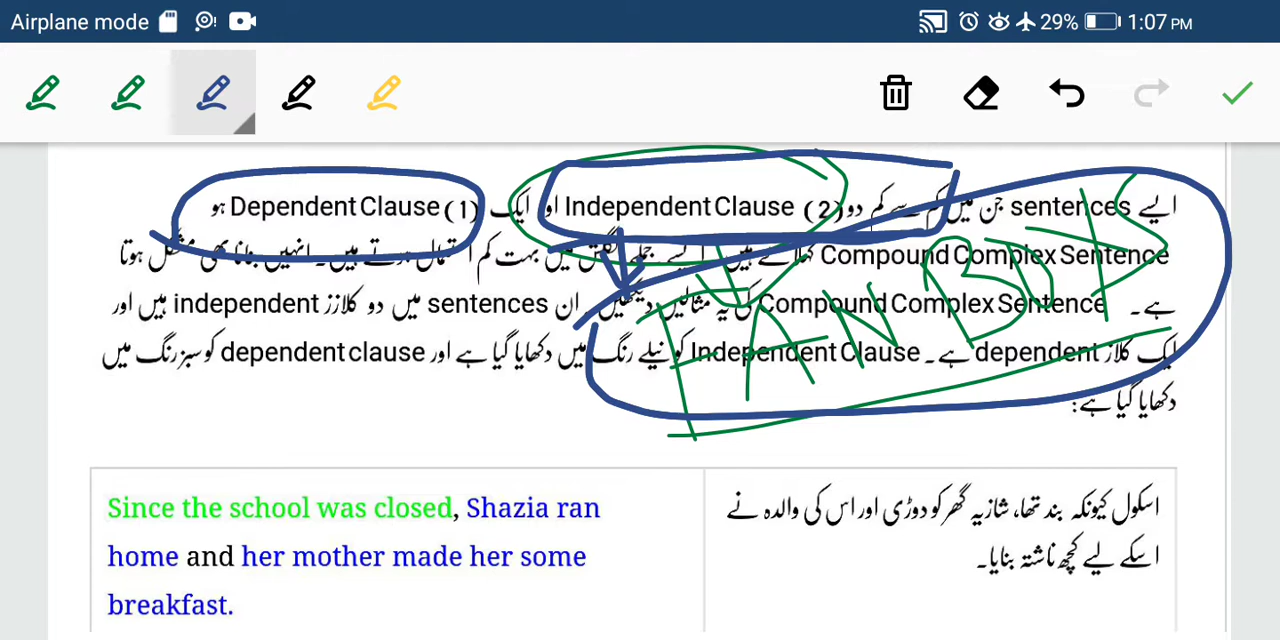 Airplane mode 29% 1:07 PM
ایسے sentences جن میں کم سے کم دو (2) Independent Clause اور ایک (1) Dependent Clause ہو
Compound Complex Sentence کہلاتے ہیں۔ ایسے جملے میں بہت کم استعمال ہوتے ہیں۔ انہیں بنانا بھی مشکل ہوتا
ہے۔ Compound Complex Sentence کی یہ مثالیں دیکھیں۔ ان sentences میں دو کلازز independent ہیں اور
ایک کلاز dependent ہے۔ Independent Clause کو نیلے رنگ میں دکھایا گیا ہے اور dependent clause کو سبز رنگ میں
دکھایا گیا ہے:
FANBOYS
Since the school was closed, Shazia ran
home and her mother made her some
breakfast.
اسکول کیونکہ بند تھا، شازیہ گھر کو دوڑی اور اس کی والدہ نے
اسکے لیے کچھ ناشتہ بنایا۔